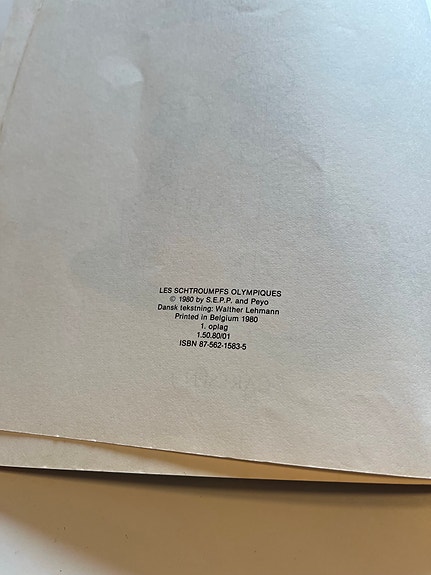 LES SCHTROUMPFS OLYMPIQUES
© 1980 by S.E.P.P. and Peyo
Dansk tekstning: Walther Lehmann
Printed in Belgium 1980
1. oplag
1.50.80/01
ISBN 87-562-1583-5